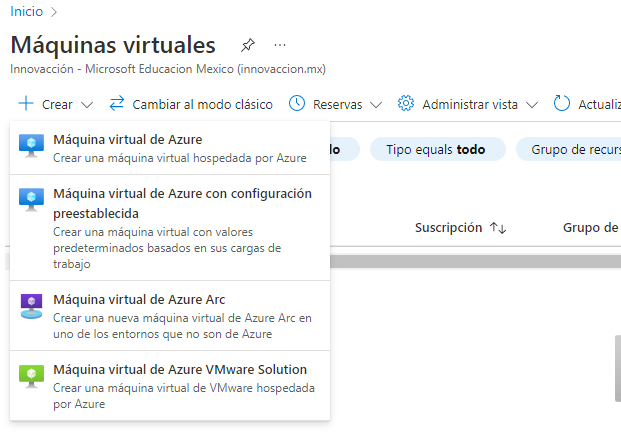 Inicio
Máquinas virtuales
Innovacción - Microsoft Educacion Mexico (innovaccion.mx)
Crear Cambiar al modo clásico Reservas Administrar vista Actualiz
Máquina virtual de Azure
Crear una máquina virtual hospedada por Azure
lo Tipo equals todo Grupo de recurs
Máquina virtual de Azure con configuración
preestablecida
Crear una máquina virtual con valores
predeterminados basados en sus cargas de
trabajo
Suscripción Grupo de
Máquina virtual de Azure Arc
Crear una nueva máquina virtual de Azure Arc en
uno de los entornos que no son de Azure
Máquina virtual de Azure VMware Solution
Crear una máquina virtual de VMware hospedada
por Azure